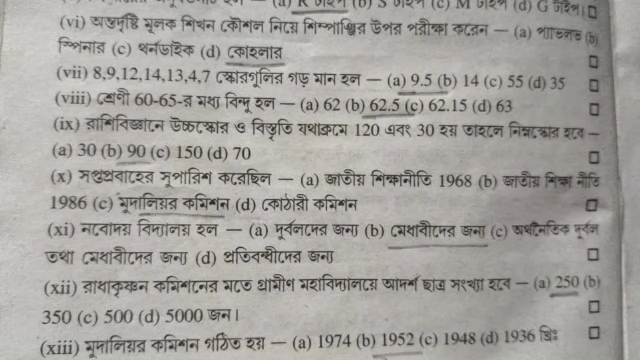 (a) R টাইপ (b) S টাইপ (c) M টাইপ (d) G টাইপ।
(vi) অন্তর্দৃষ্টি মূলক শিখন কৌশল নিয়ে শিম্পাঞ্জির উপর পরীক্ষা করেন — (a) প্যাভলভ (b)
স্পিনার (c) থর্নডাইক (d) কোহলার
(vii) 8,9,12,14,13,4,7 স্কোরগুলির গড় মান হল — (a) 9.5 (b) 14 (c) 55 (d) 35
(viii) শ্রেণী 60-65-র মধ্য বিন্দু হল — (a) 62 (b) 62.5 (c) 62.15 (d) 63
(ix) রাশিবিজ্ঞানে উচ্চস্কোর ও বিস্তৃতি যথাক্রমে 120 এবং 30 হয় তাহলে নিম্নস্কোর হবে —
(a) 30 (b) 90 (c) 150 (d) 70
(x) সপ্তপ্রবাহের সুপারিশ করেছিল — (a) জাতীয় শিক্ষানীতি 1968 (b) জাতীয় শিক্ষা নীতি
1986 (c) মুদালিয়র কমিশন (d) কোঠারী কমিশন
(xi) নবোদয় বিদ্যালয় হল — (a) দুর্বলদের জন্য (b) মেধাবীদের জন্য (c) অর্থনৈতিক দুর্বল
তথা মেধাবীদের জন্য (d) প্রতিবন্ধীদের জন্য
(xii) রাধাকৃষ্ণন কমিশনের মতে গ্রামীণ মহাবিদ্যালয়ে আদর্শ ছাত্র সংখ্যা হবে — (a) 250 (b)
350 (c) 500 (d) 5000 জন।
(xiii) মুদালিয়র কমিশন গঠিত হয় — (a) 1974 (b) 1952 (c) 1948 (d) 1936 খ্রিঃ